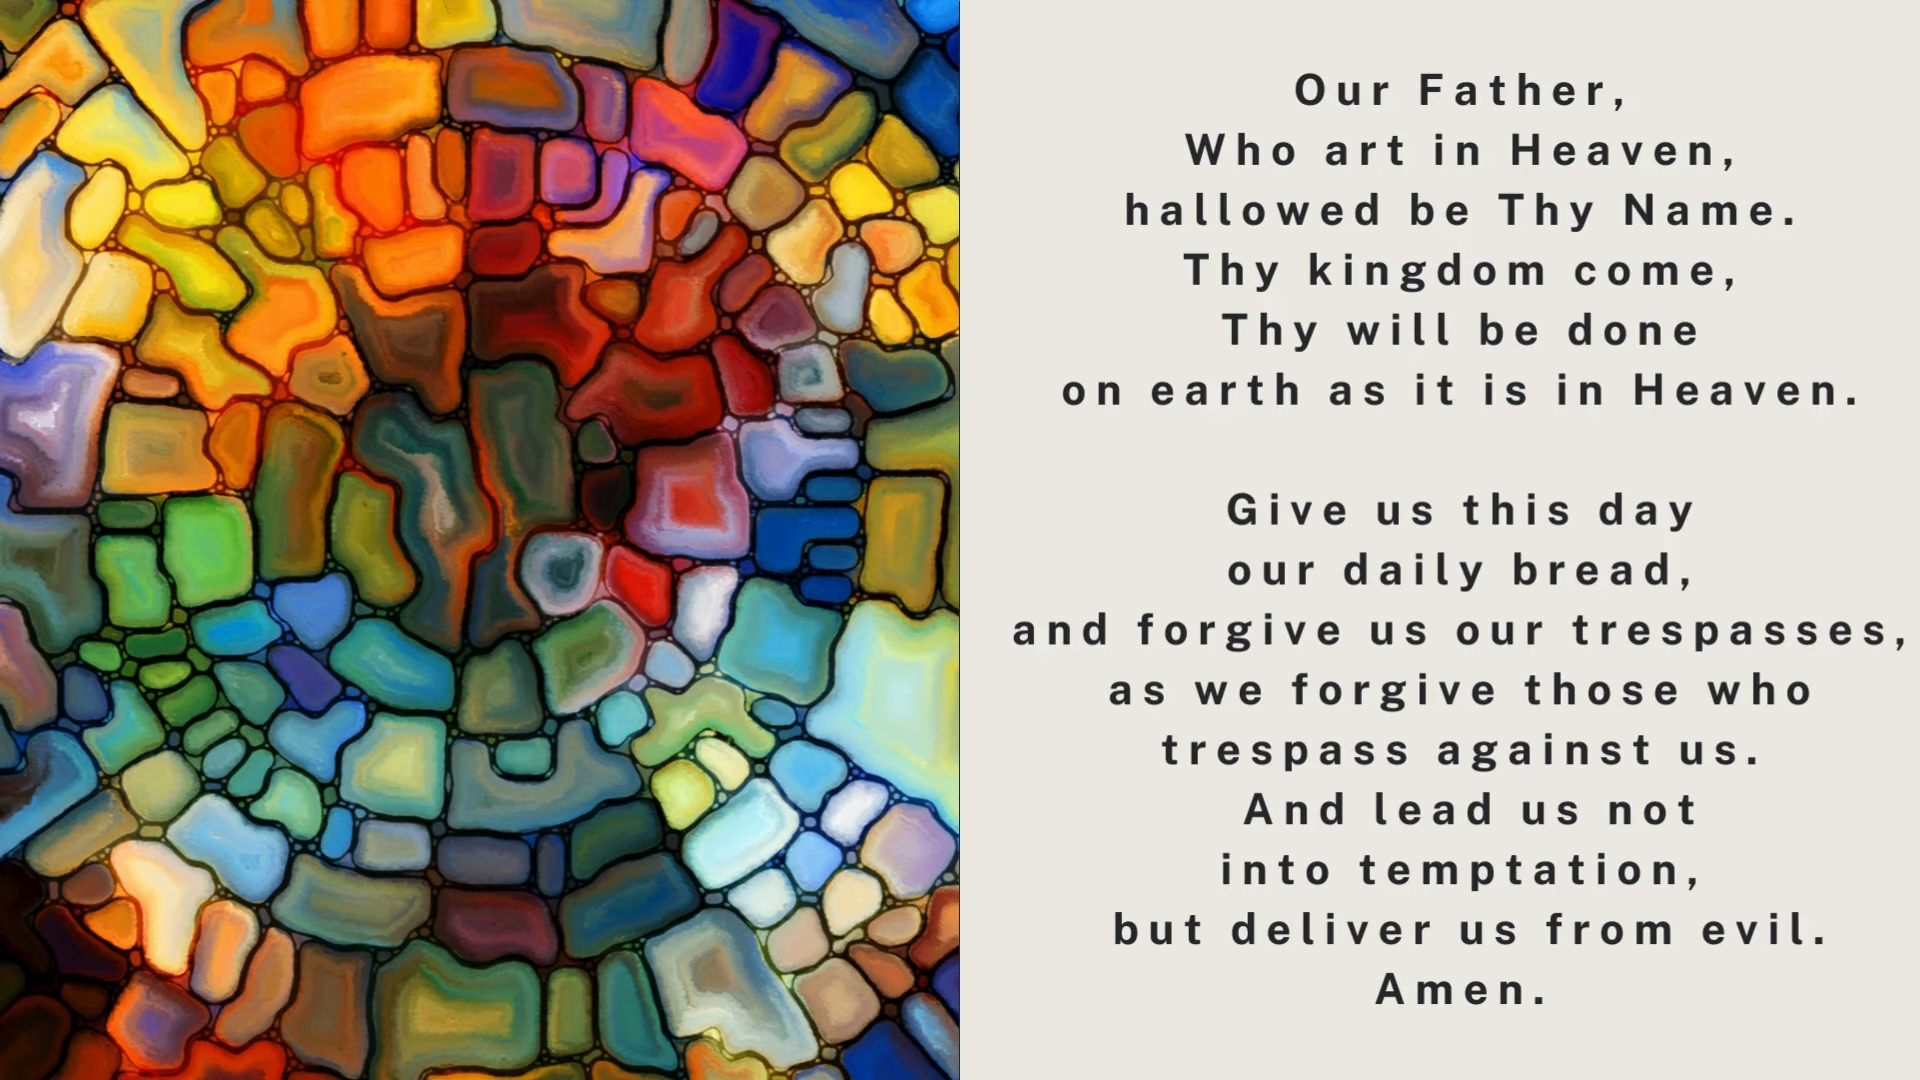 Our Father,
Who art in Heaven,
hallowed be Thy Name.
Thy kingdom come,
Thy will be done
on earth as it is in Heaven.
Give us this day
our daily bread,
and forgive us our trespasses,
as we forgive those who
trespass against us.
And lead us not
into temptation,
but deliver us from evil.
Amen.